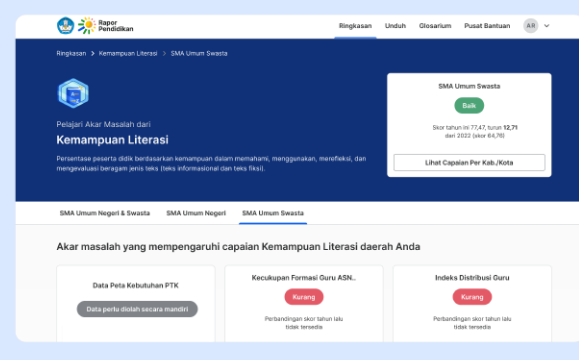 Rapor
Pendidikan
Ringkasan Unduh Glosarium Pusat Bantuan AR
Ringkasan > Kemampuan Literasi > SMA Umum Swasta
Pelajari Akar Masalah dari
Kemampuan Literasi
Persentase peserta didik berdasarkan kemampuan dalam memahami, menggunakan, merefleksi, dan
mengevaluasi beragam jenis teks (teks informasional dan teks fiksi).
SMA Umum Swasta
Baik
Skor tahun ini 77,47, turun 12,71
dari 2022 (skor 64,76)
Lihat Capaian Per Kab./Kota
SMA Umum Negeri & Swasta SMA Umum Negeri SMA Umum Swasta
Akar masalah yang mempengaruhi capaian Kemampuan Literasi daerah Anda
Data Peta Kebutuhan PTK
Data perlu diolah secara mandiri
Kecukupan Formasi Guru ASN..
Kurang
Perbandingan skor tahun lalu
tidak tersedia
Indeks Distribusi Guru
Kurang
Perbandingan skor tahun lalu
tidak tersedia